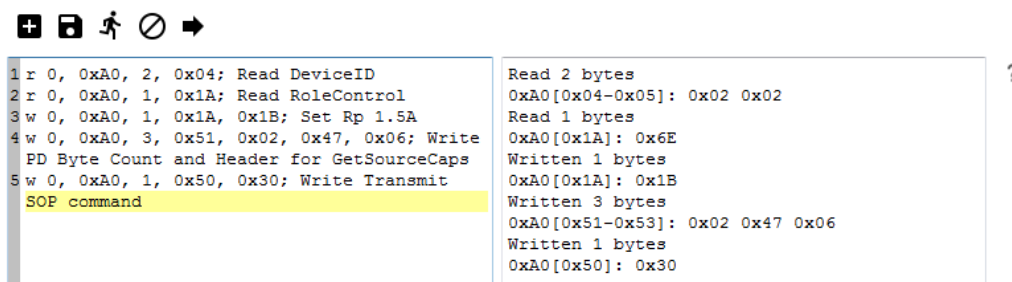 1 r 0, 0xA0, 2, 0x04; Read DeviceID
2 r 0, 0xA0, 1, 0x1A; Read RoleControl
3 w 0, 0xA0, 1, 0x1A, 0x1B; Set Rp 1.5A
4 w 0, 0xA0, 3, 0x51, 0x02, 0x47, 0x06; Write
PD Byte Count and Header for GetSourceCaps
5 w 0, 0xA0, 1, 0x50, 0x30; Write Transmit
SOP command
Read 2 bytes
0xA0[0x04-0x05]: 0x02 0x02
Read 1 bytes
0xA0[0x1A]: 0x6E
Written 1 bytes
0xA0[0x1A]: 0x1B
Written 3 bytes
0xA0[0x51-0x53]: 0x02 0x47 0x06
Written 1 bytes
0xA0[0x50]: 0x30